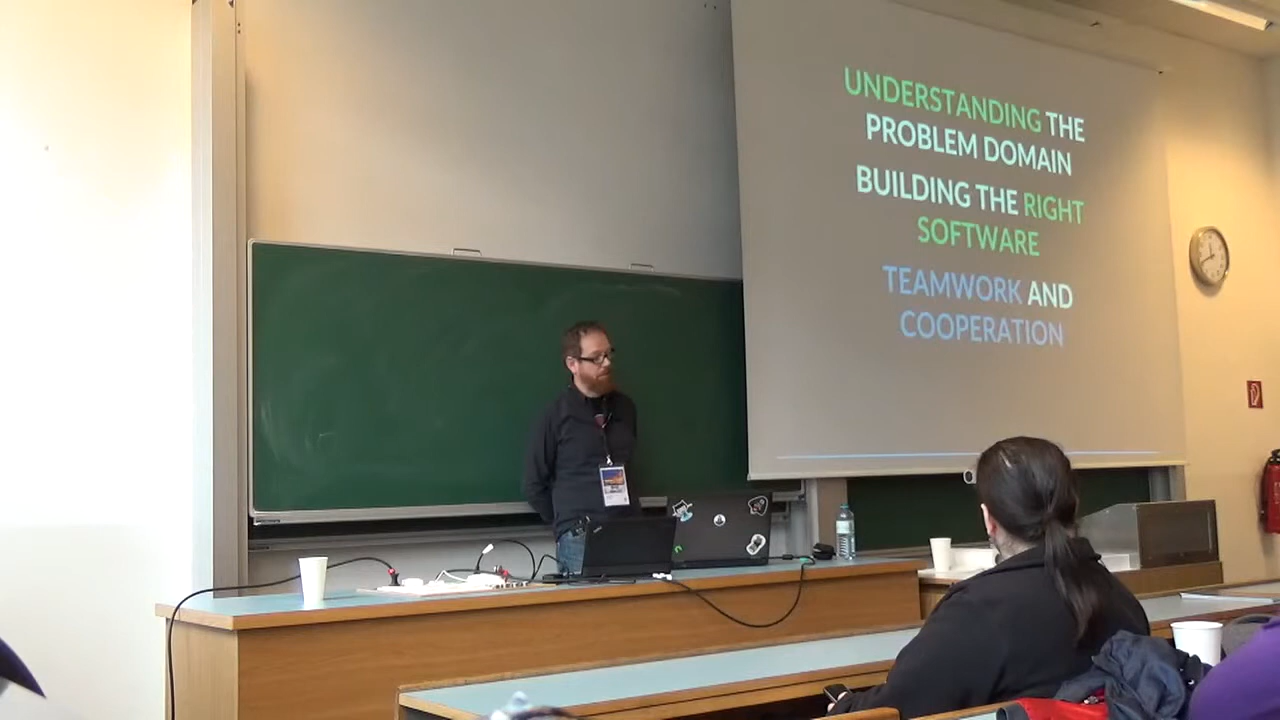 UNDERSTANDING THE
PROBLEM DOMAIN
BUILDING THE RIGHT
SOFTWARE
TEAMWORK AND
COOPERATION